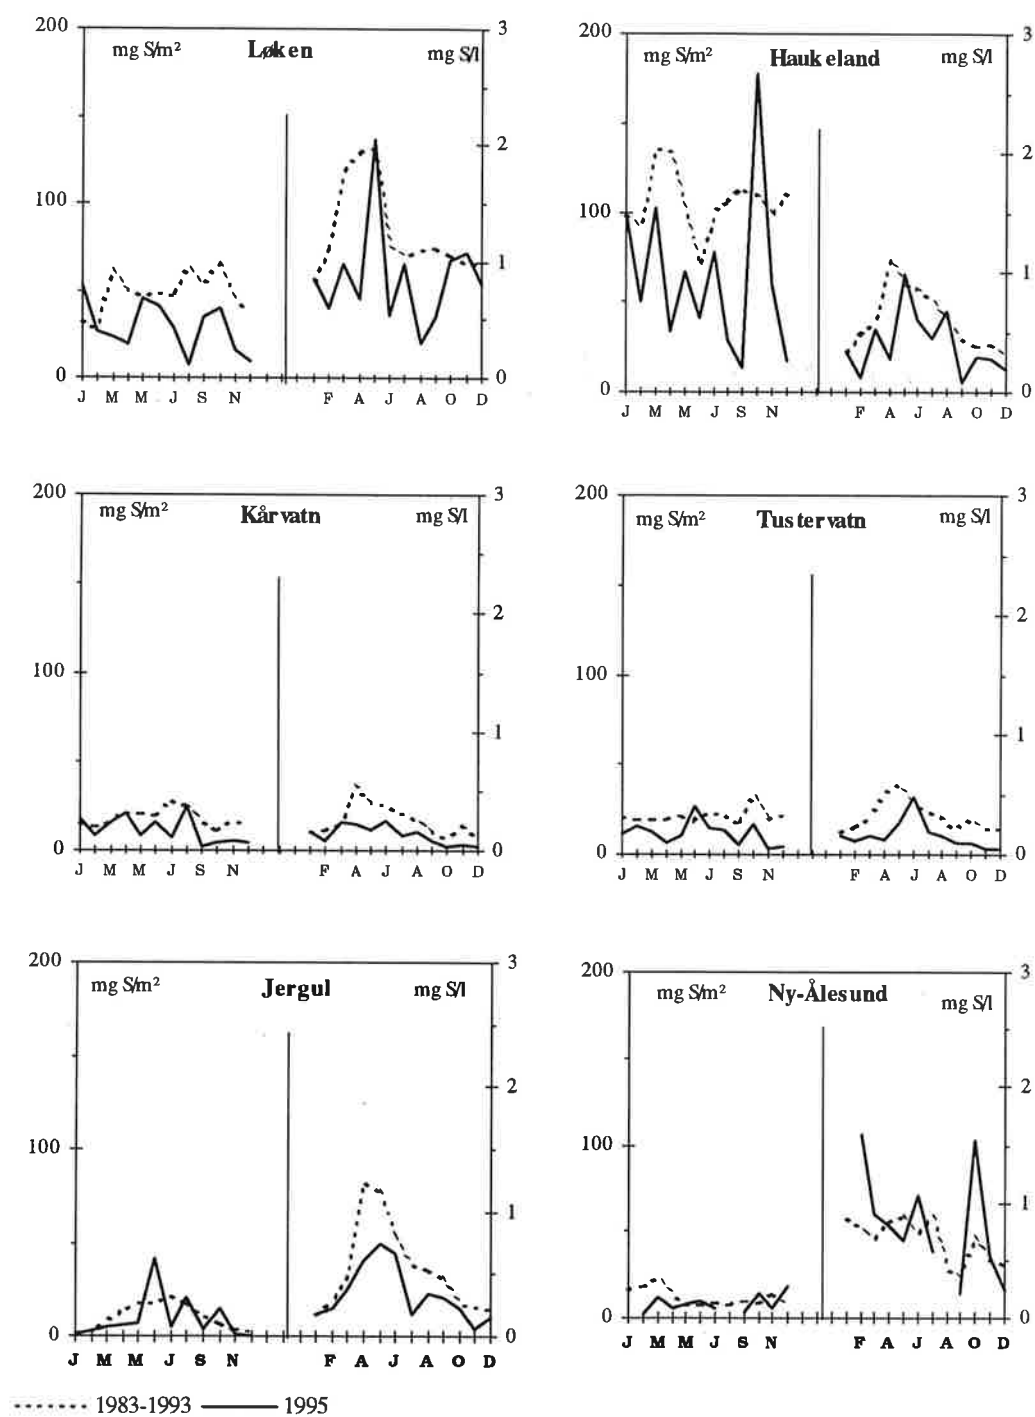 200 3 200 3
mg S/m² Løken mg S/l mg S/m² Haukeland mg S/l
2 2
100 100
1 1
0 0 0 0
J M M J S N F A J A O D J M M J S N F A J A O D
200 3 200 3
mg S/m² Kårvatn mg S/l mg S/m² Tustervatn mg S/l
2 2
100 100
1 1
0 0 0 0
J M M J S N F A J A O D J M M J S N F A J A O D
200 3 200 3
mg S/m² Jergul mg S/l mg S/m² Ny-Ålesund mg S/l
2 2
100 100
1 1
0 0 0 0
J M M J S N F A J A O D J M M J S N F A J A O D
1983-1993 1995